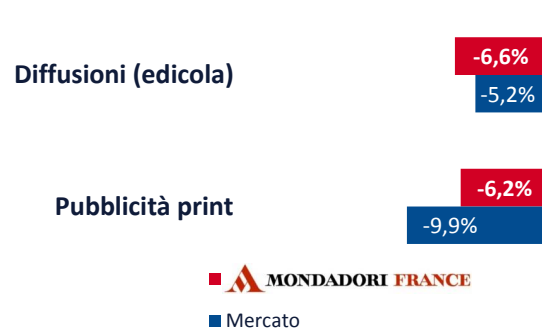 -6,6%
Diffusioni (edicola)
-5,2%
-6,2%
Pubblicità print
-9,9%
MONDADORI FRANCE
Mercato